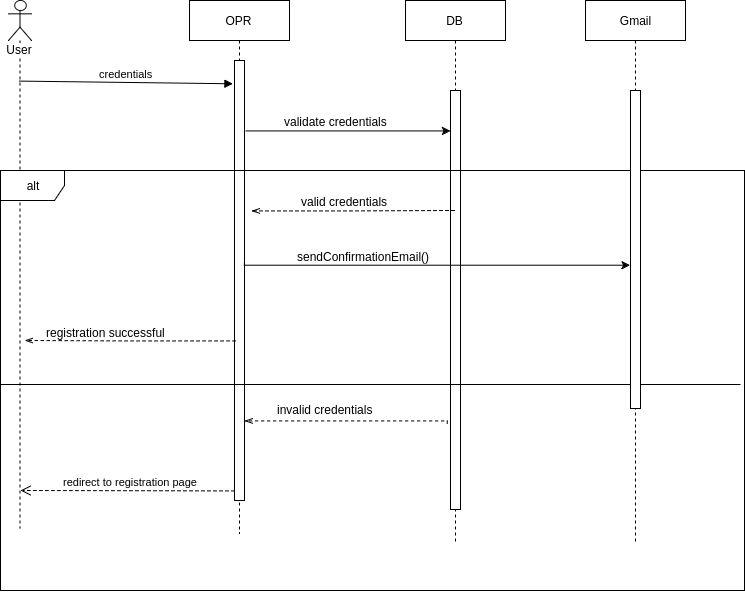 User
OPR
DB
Gmail
credentials
validate credentials
alt
valid credentials
sendConfirmationEmail()
registration successful
invalid credentials
redirect to registration page